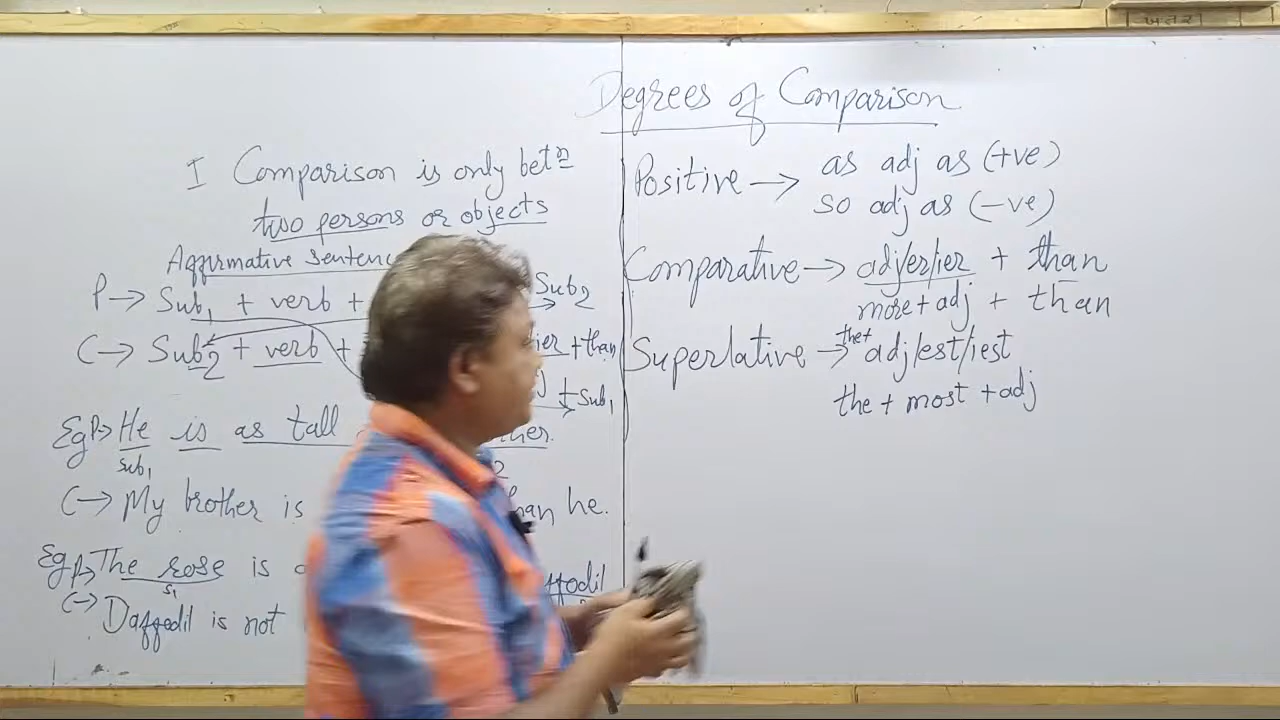 Degrees of Comparison
I Comparison is only betn
two persons or objects
Affirmative sentenc
P → Sub1 + verb + Sub2
C → Sub2 + verb + ier + than
+ Sub1
Eg P→ He is as tall
sub1 2
C → My brother is han he.
Eg P→ The rose is ffodil
S1
C→ Daffodil is not
Positive → as adj as (+ve)
so adj as (-ve)
Comparative → adj/er/ier + than
more + adj + than
Superlative → the+ adj/est/iest
the + most + adj